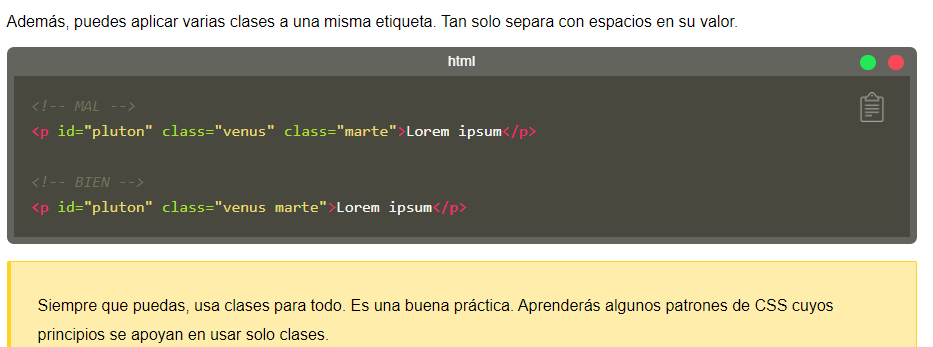 Además, puedes aplicar varias clases a una misma etiqueta. Tan solo separa con espacios en su valor.
html
<!-- MAL -->
<p id="pluton" class="venus" class="marte">Lorem ipsum</p>
<!-- BIEN -->
<p id="pluton" class="venus marte">Lorem ipsum</p>
Siempre que puedas, usa clases para todo. Es una buena práctica. Aprenderás algunos patrones de CSS cuyos
principios se apoyan en usar solo clases.